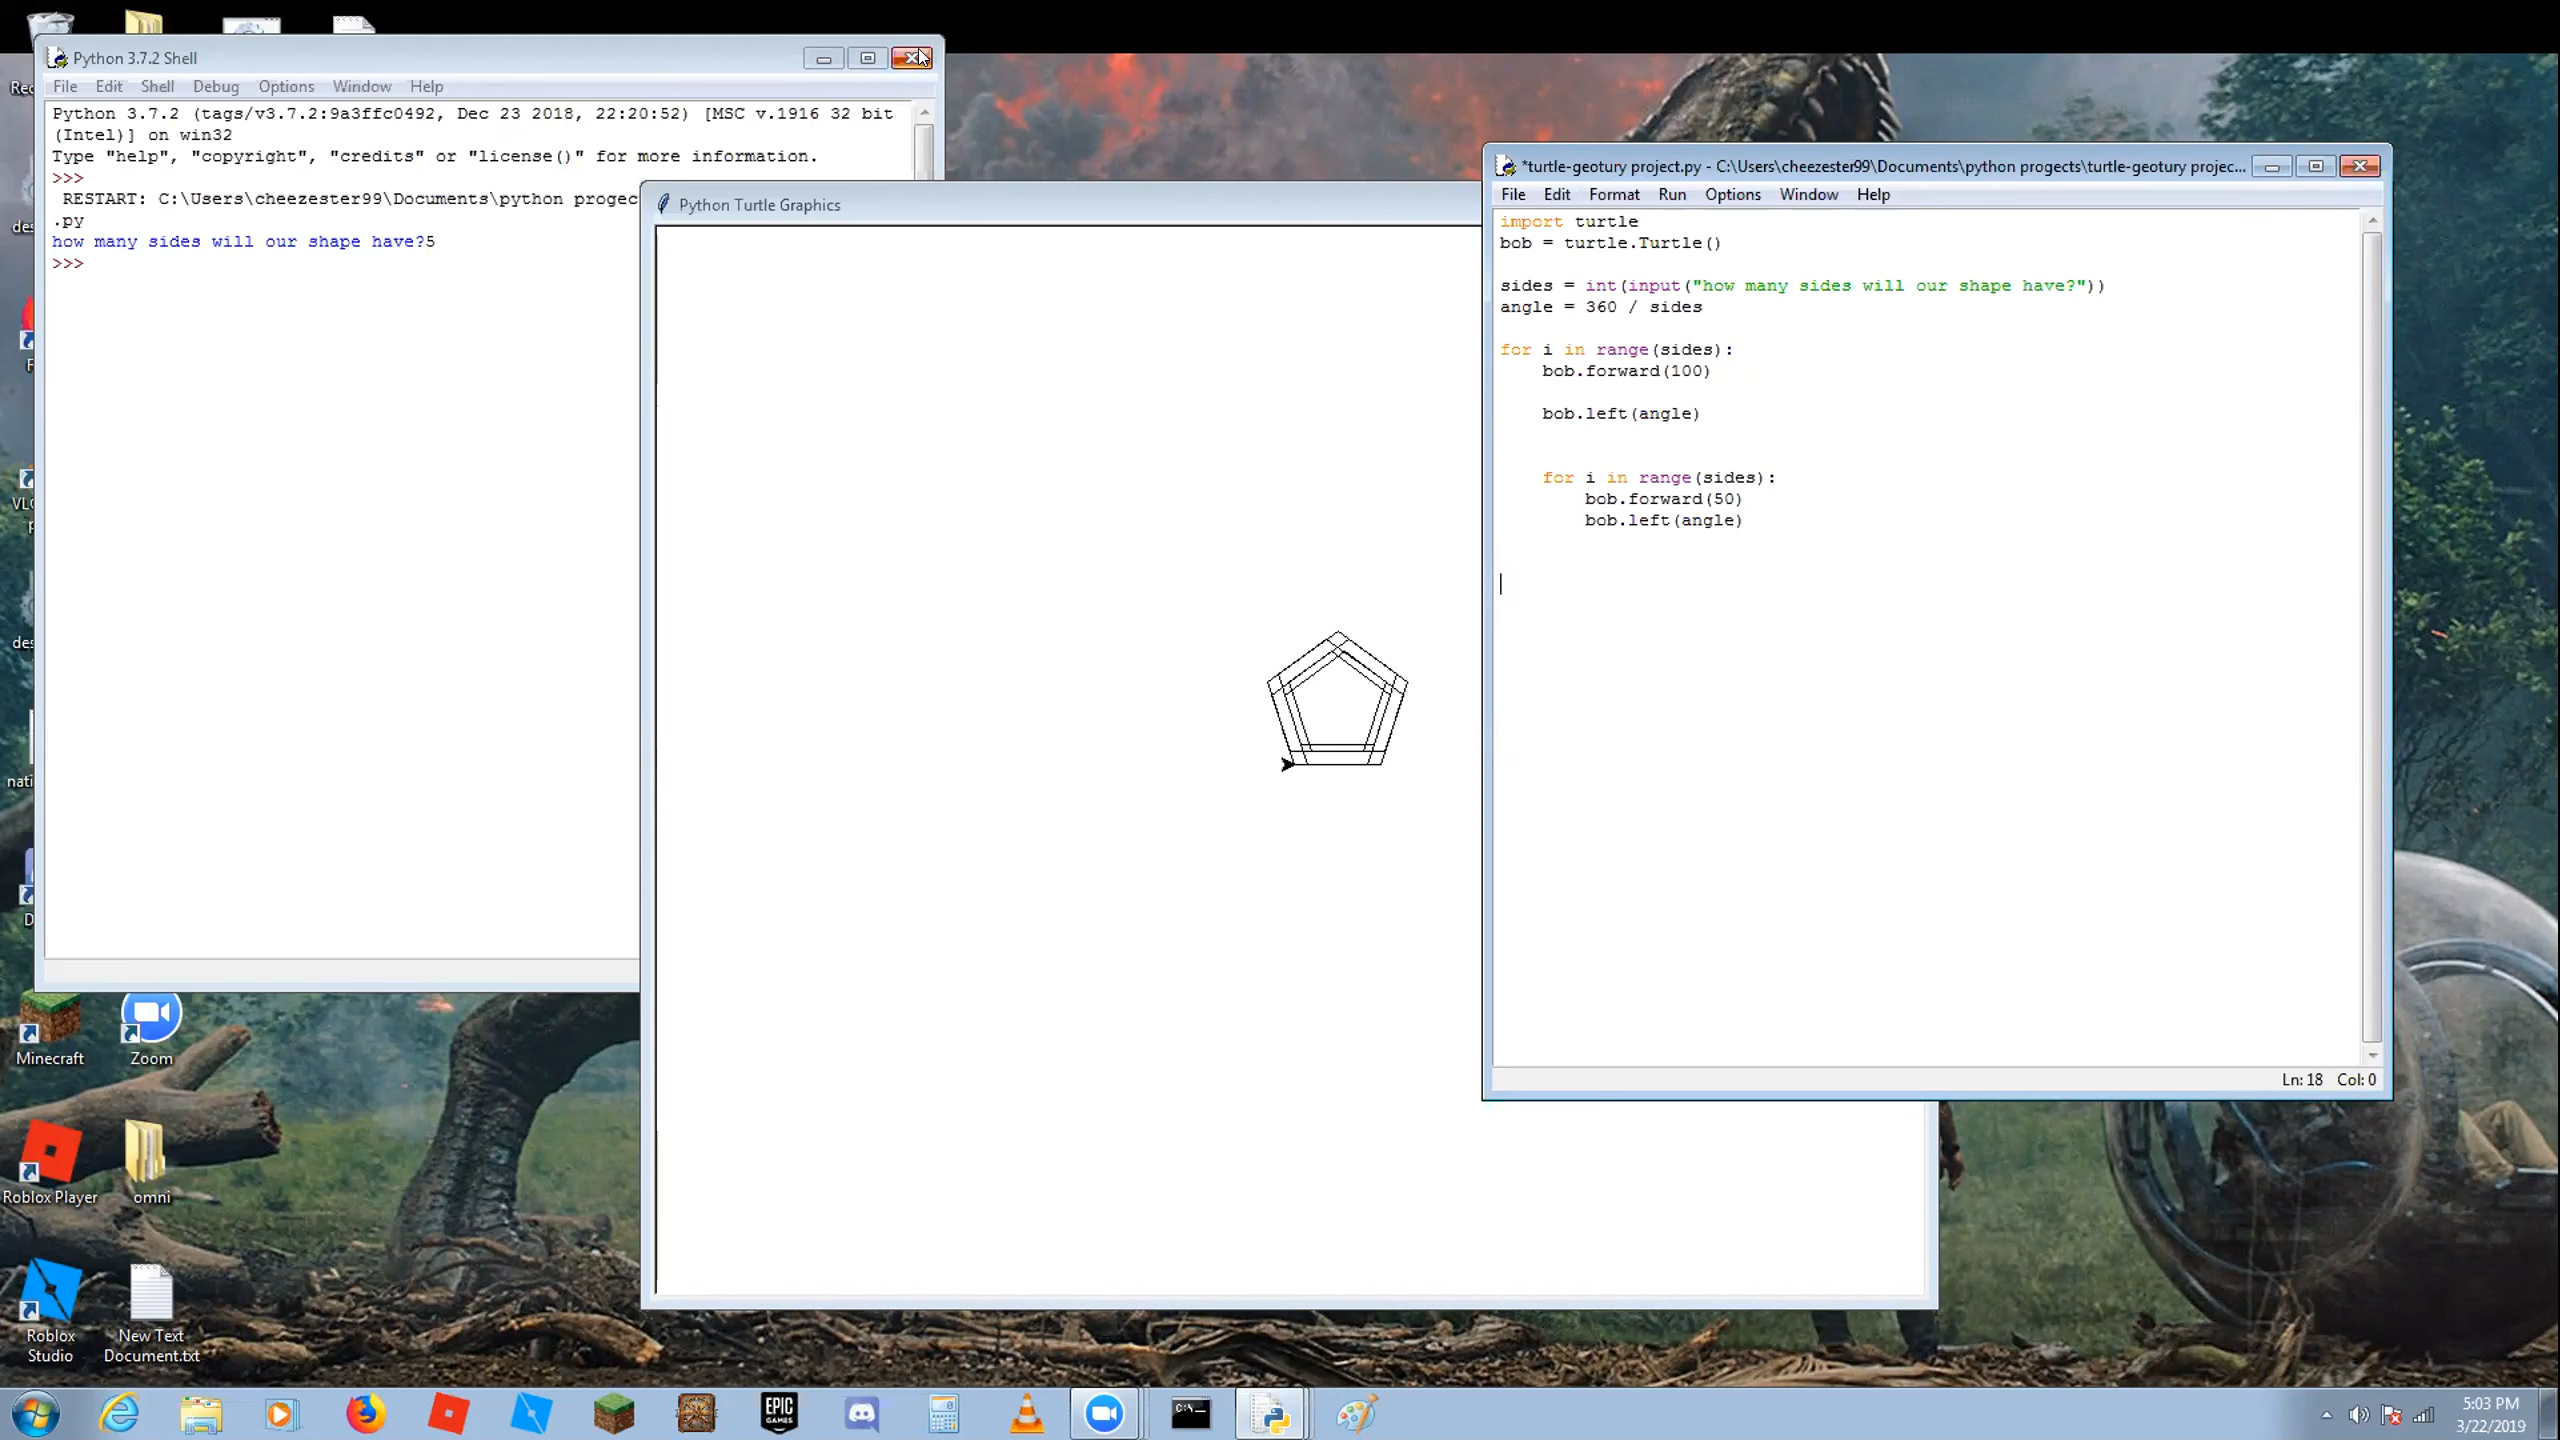 Python 3.7.2 Shell
File Edit Shell Debug Options Window Help
Python 3.7.2 (tags/v3.7.2:9a3ffc0492, Dec 23 2018, 22:20:52) [MSC v.1916 32 bit
(Intel)] on win32
Type "help", "copyright", "credits" or "license()" for more information.
>>>
RESTART: C:\Users\cheezester99\Documents\python progec
.py
how many sides will our shape have?5
>>>
Python Turtle Graphics
*turtle-geotury project.py - C:\Users\cheezester99\Documents\python progects\turtle-geotury projec...
File Edit Format Run Options Window Help
import turtle
bob = turtle.Turtle()
sides = int(input("how many sides will our shape have?"))
angle = 360 / sides
for i in range(sides):
    bob.forward(100)
    bob.left(angle)
    for i in range(sides):
        bob.forward(50)
        bob.left(angle)
Ln: 18 Col: 0
Rec
des
F
VLC
p
des
nati
D
Minecraft
Zoom
Roblox Player
omni
Roblox
Studio
New Text
Document.txt
EPIC
GAMES
C:\_
5:03 PM
3/22/2019